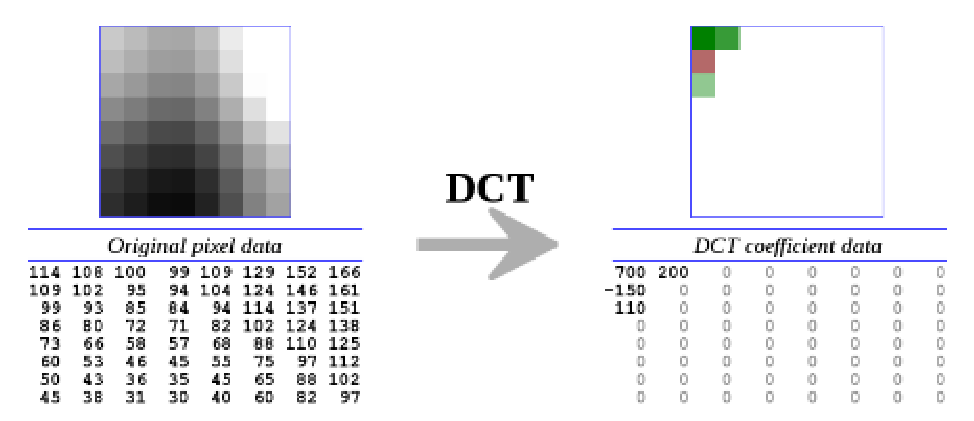 DCT
Original pixel data
114 108 100 99 109 129 152 166
109 102 95 94 104 124 146 161
99 93 85 84 94 114 137 151
86 80 72 71 82 102 124 138
73 66 58 57 68 88 110 125
60 53 46 45 55 75 97 112
50 43 36 35 45 65 88 102
45 38 31 30 40 60 82 97
DCT coefficient data
700 200 0 0 0 0 0 0
-150 0 0 0 0 0 0 0
110 0 0 0 0 0 0 0
0 0 0 0 0 0 0 0
0 0 0 0 0 0 0 0
0 0 0 0 0 0 0 0
0 0 0 0 0 0 0 0
0 0 0 0 0 0 0 0